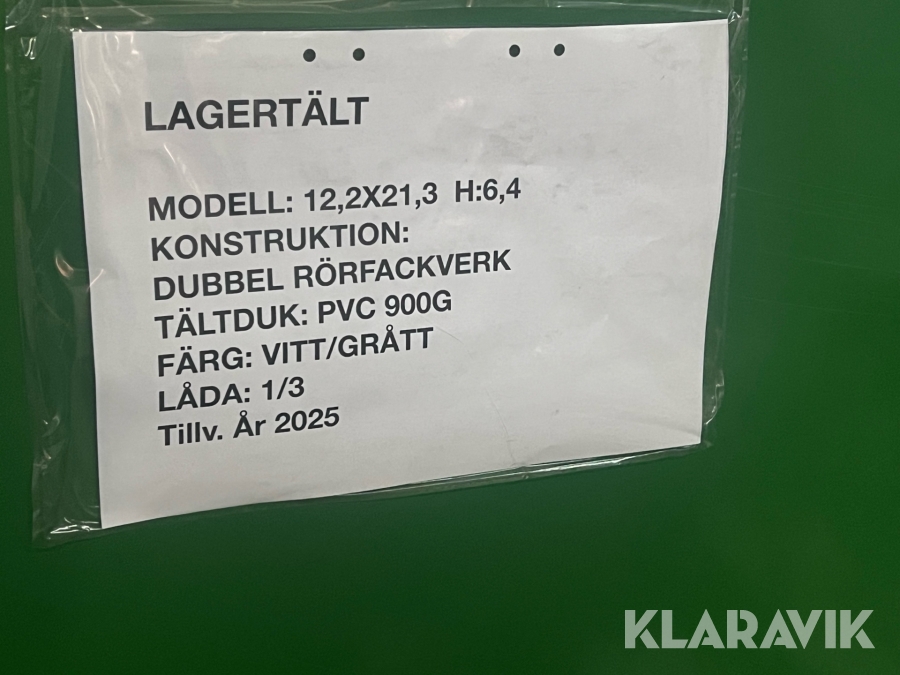 LAGERTÄLT
MODELL: 12,2X21,3 H:6,4
KONSTRUKTION:
DUBBEL RÖRFACKVERK
TÄLTDUK: PVC 900G
FÄRG: VITT/GRÅTT
LÅDA: 1/3
Tillv. År 2025
KLARAVIK